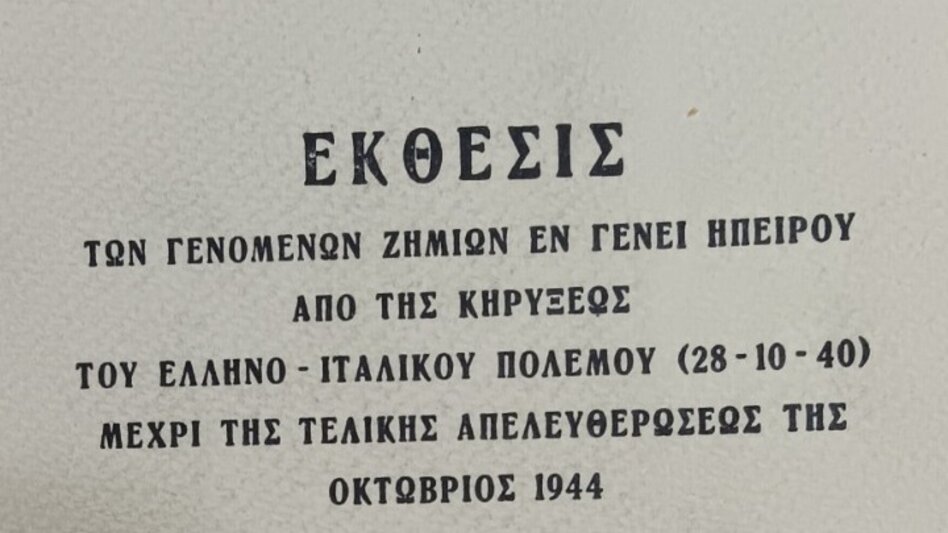 ΕΚΘΕΣΙΣ
ΤΩΝ ΓΕΝΟΜΕΝΩΝ ΖΗΜΙΩΝ ΕΝ ΓΕΝΕΙ ΗΠΕΙΡΟΥ
ΑΠΟ ΤΗΣ ΚΗΡΥΞΕΩΣ
ΤΟΥ ΕΛΛΗΝΟ - ΙΤΑΛΙΚΟΥ ΠΟΛΕΜΟΥ (28 - 10 - 40)
ΜΕΧΡΙ ΤΗΣ ΤΕΛΙΚΗΣ ΑΠΕΛΕΥΘΕΡΩΣΕΩΣ ΤΗΣ
ΟΚΤΩΒΡΙΟΣ 1944